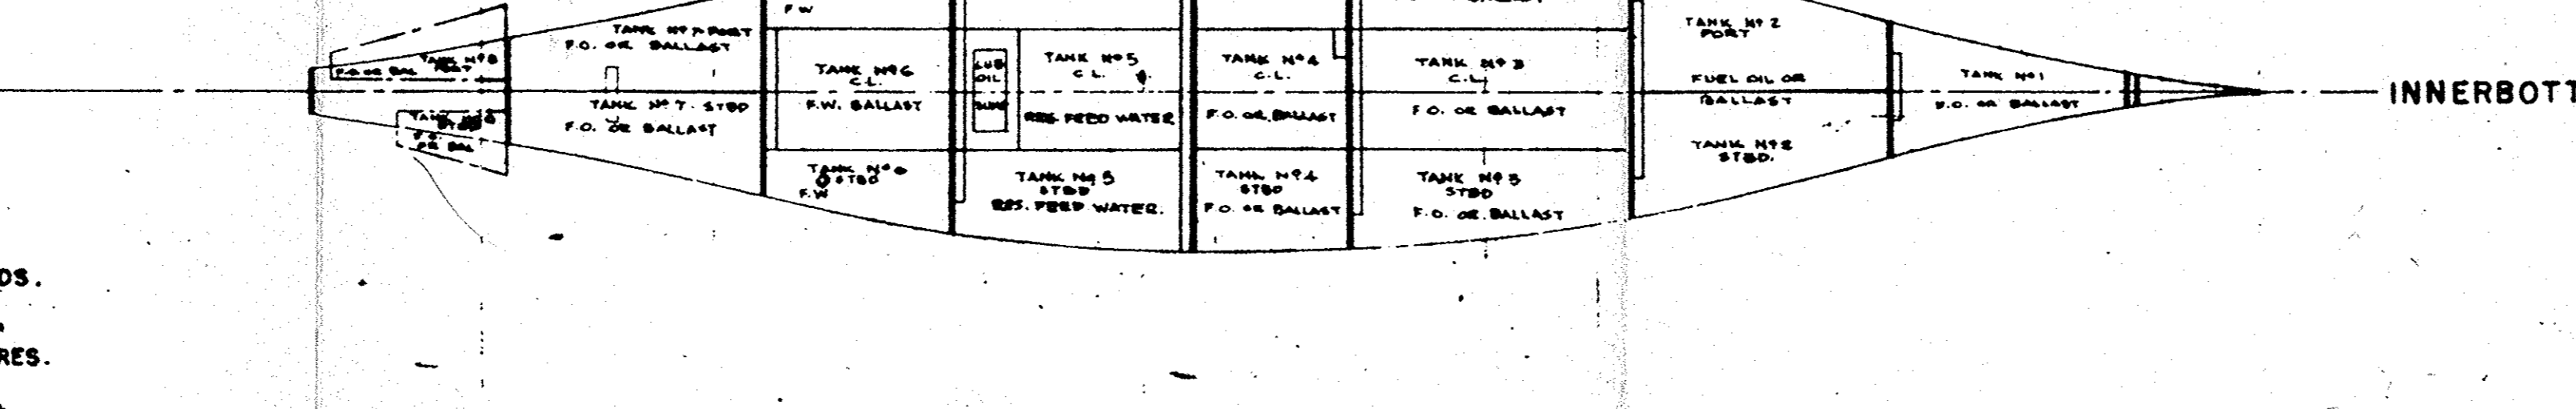 F.W
BALLAST
TANK Nº 7 PORT
F.O. OR BALLAST
TANK Nº 8
PORT
F.O. OR BAL
TANK Nº 7 - STBD
F.O. OR BALLAST
STBD
F.O.
OR BAL
TANK Nº 6
C.L.
F.W. BALLAST
TANK Nº 6
STBD
F.W
LUB
OIL
SUMP
TANK Nº 5
C.L.
RES. FEED WATER
TANK Nº 5
STBD
RES. FEED WATER.
TANK Nº 4
C.L.
F.O. OR BALLAST
TANK Nº 4
STBD
F.O. OR BALLAST
TANK Nº 3
C.L.
F.O. OR BALLAST
TANK Nº 3
STBD
F.O. OR BALLAST
TANK Nº 2
PORT
FUEL OIL OR
BALLAST
TANK Nº 2
STBD.
TANK Nº 1
F.O. OR BALLAST
INNERBOTT
DS.
RES.